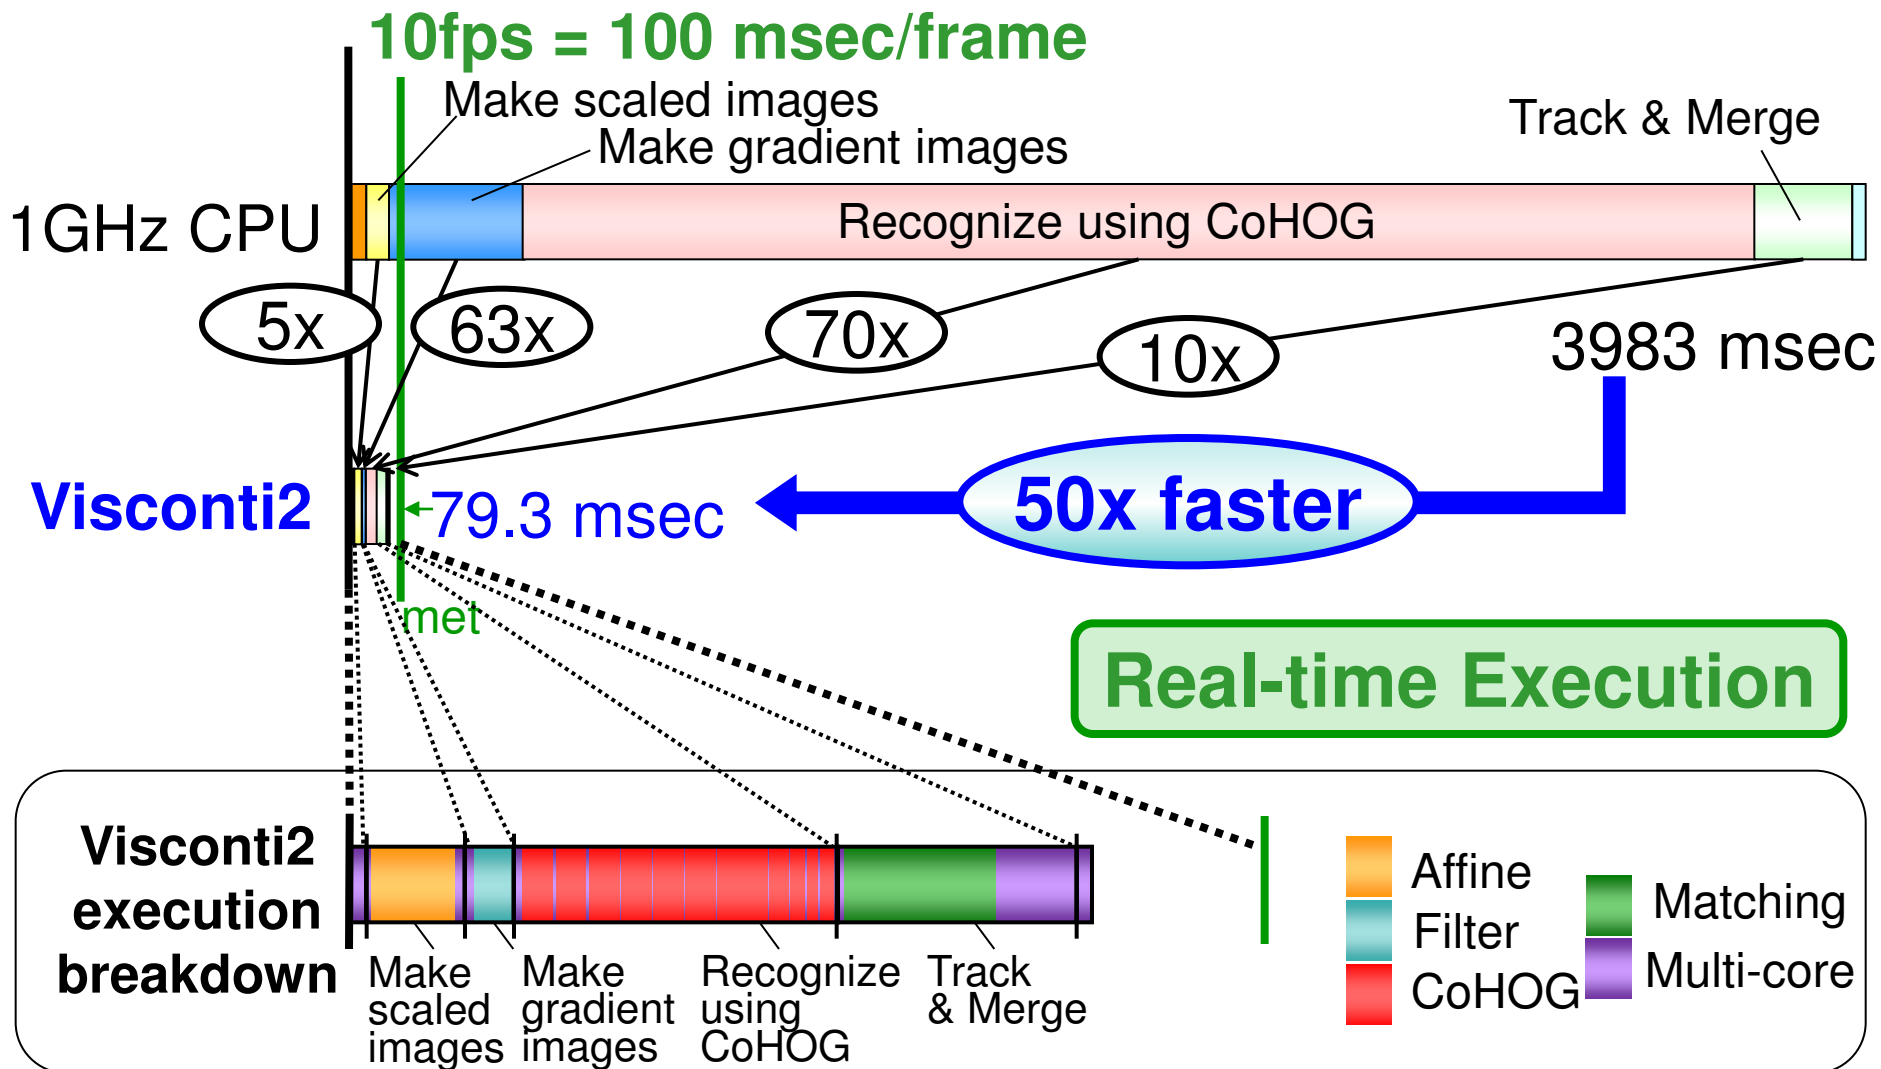 10fps = 100 msec/frame
Make scaled images
Make gradient images
Track & Merge
1GHz CPU
Recognize using CoHOG
5x
63x
70x
10x
3983 msec
Visconti2
79.3 msec
50x faster
met
Real-time Execution
Visconti2
execution
breakdown
Make
scaled
images
Make
gradient
images
Recognize
using
CoHOG
Track
& Merge
Affine
Filter
CoHOG
Matching
Multi-core